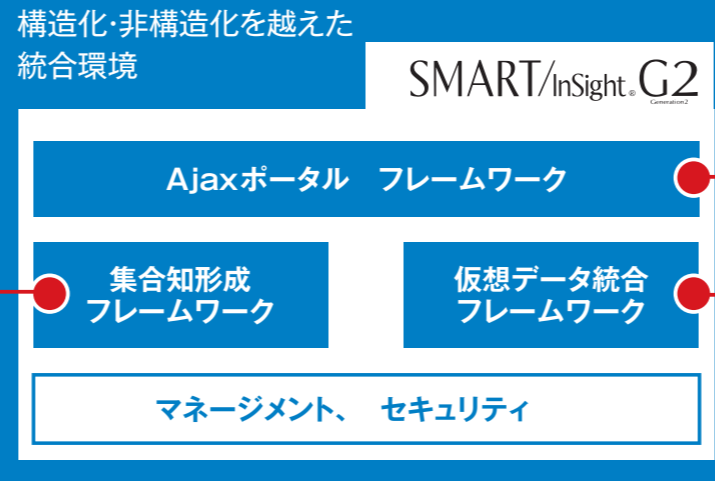 構造化･非構造化を越えた
統合環境
SMART/InSight® G2
Generation2
Ajaxポータル　フレームワーク
集合知形成
フレームワーク
仮想データ統合
フレームワーク
マネージメント、　セキュリティ